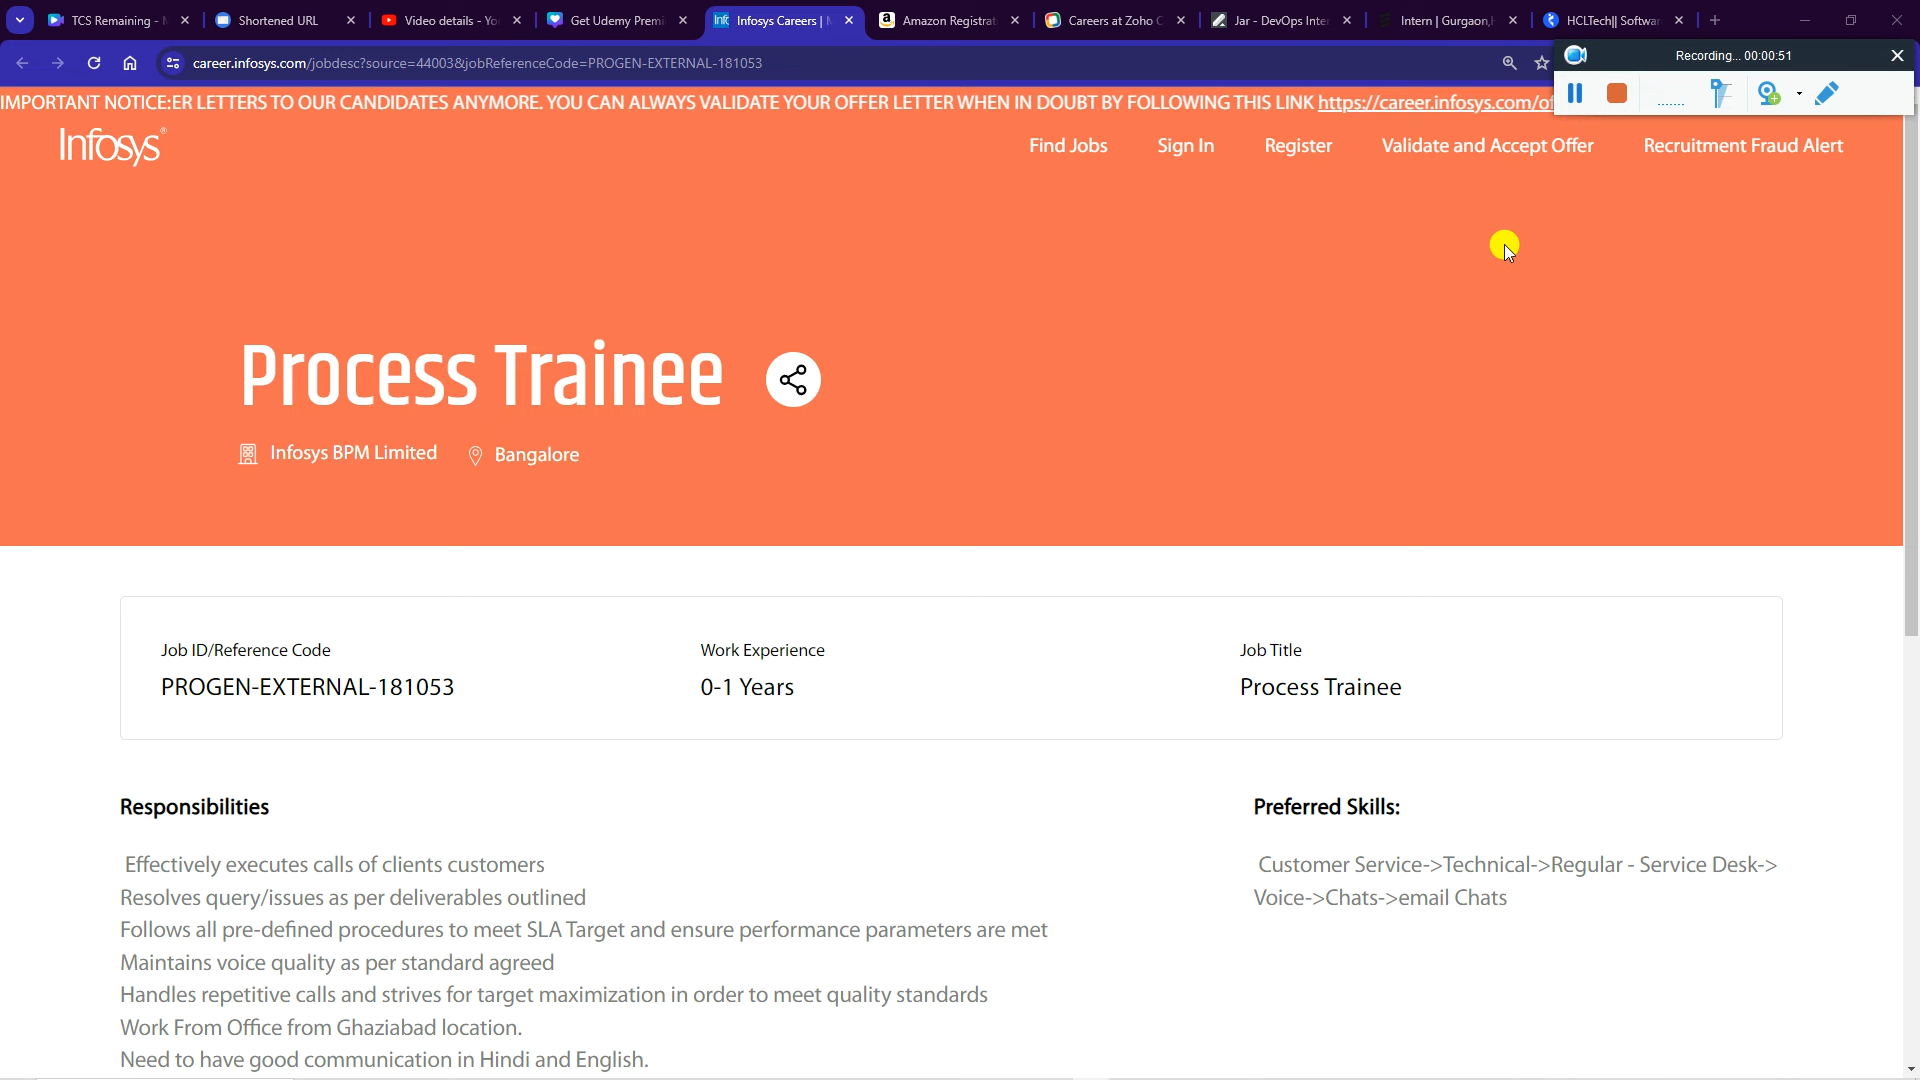 TCS Remaining -
Shortened URL
Video details - Yo
Get Udemy Premi
Infosys Careers |
Amazon Registrat
Careers at Zoho C
Jar - DevOps Inter
Intern | Gurgaon,
HCLTech|| Softwar
career.infosys.com/jobdesc?source=44003&jobReferenceCode=PROGEN-EXTERNAL-181053
Recording... 00:00:51
IMPORTANT NOTICE:ER LETTERS TO OUR CANDIDATES ANYMORE. YOU CAN ALWAYS VALIDATE YOUR OFFER LETTER WHEN IN DOUBT BY FOLLOWING THIS LINK https://career.infosys.com/of
Infosys®
Find Jobs
Sign In
Register
Validate and Accept Offer
Recruitment Fraud Alert
Process Trainee
Infosys BPM Limited
Bangalore
Job ID/Reference Code
PROGEN-EXTERNAL-181053
Work Experience
0-1 Years
Job Title
Process Trainee
Responsibilities
Effectively executes calls of clients customers
Resolves query/issues as per deliverables outlined
Follows all pre-defined procedures to meet SLA Target and ensure performance parameters are met
Maintains voice quality as per standard agreed
Handles repetitive calls and strives for target maximization in order to meet quality standards
Work From Office from Ghaziabad location.
Need to have good communication in Hindi and English.
Preferred Skills:
Customer Service->Technical->Regular - Service Desk->
Voice->Chats->email Chats